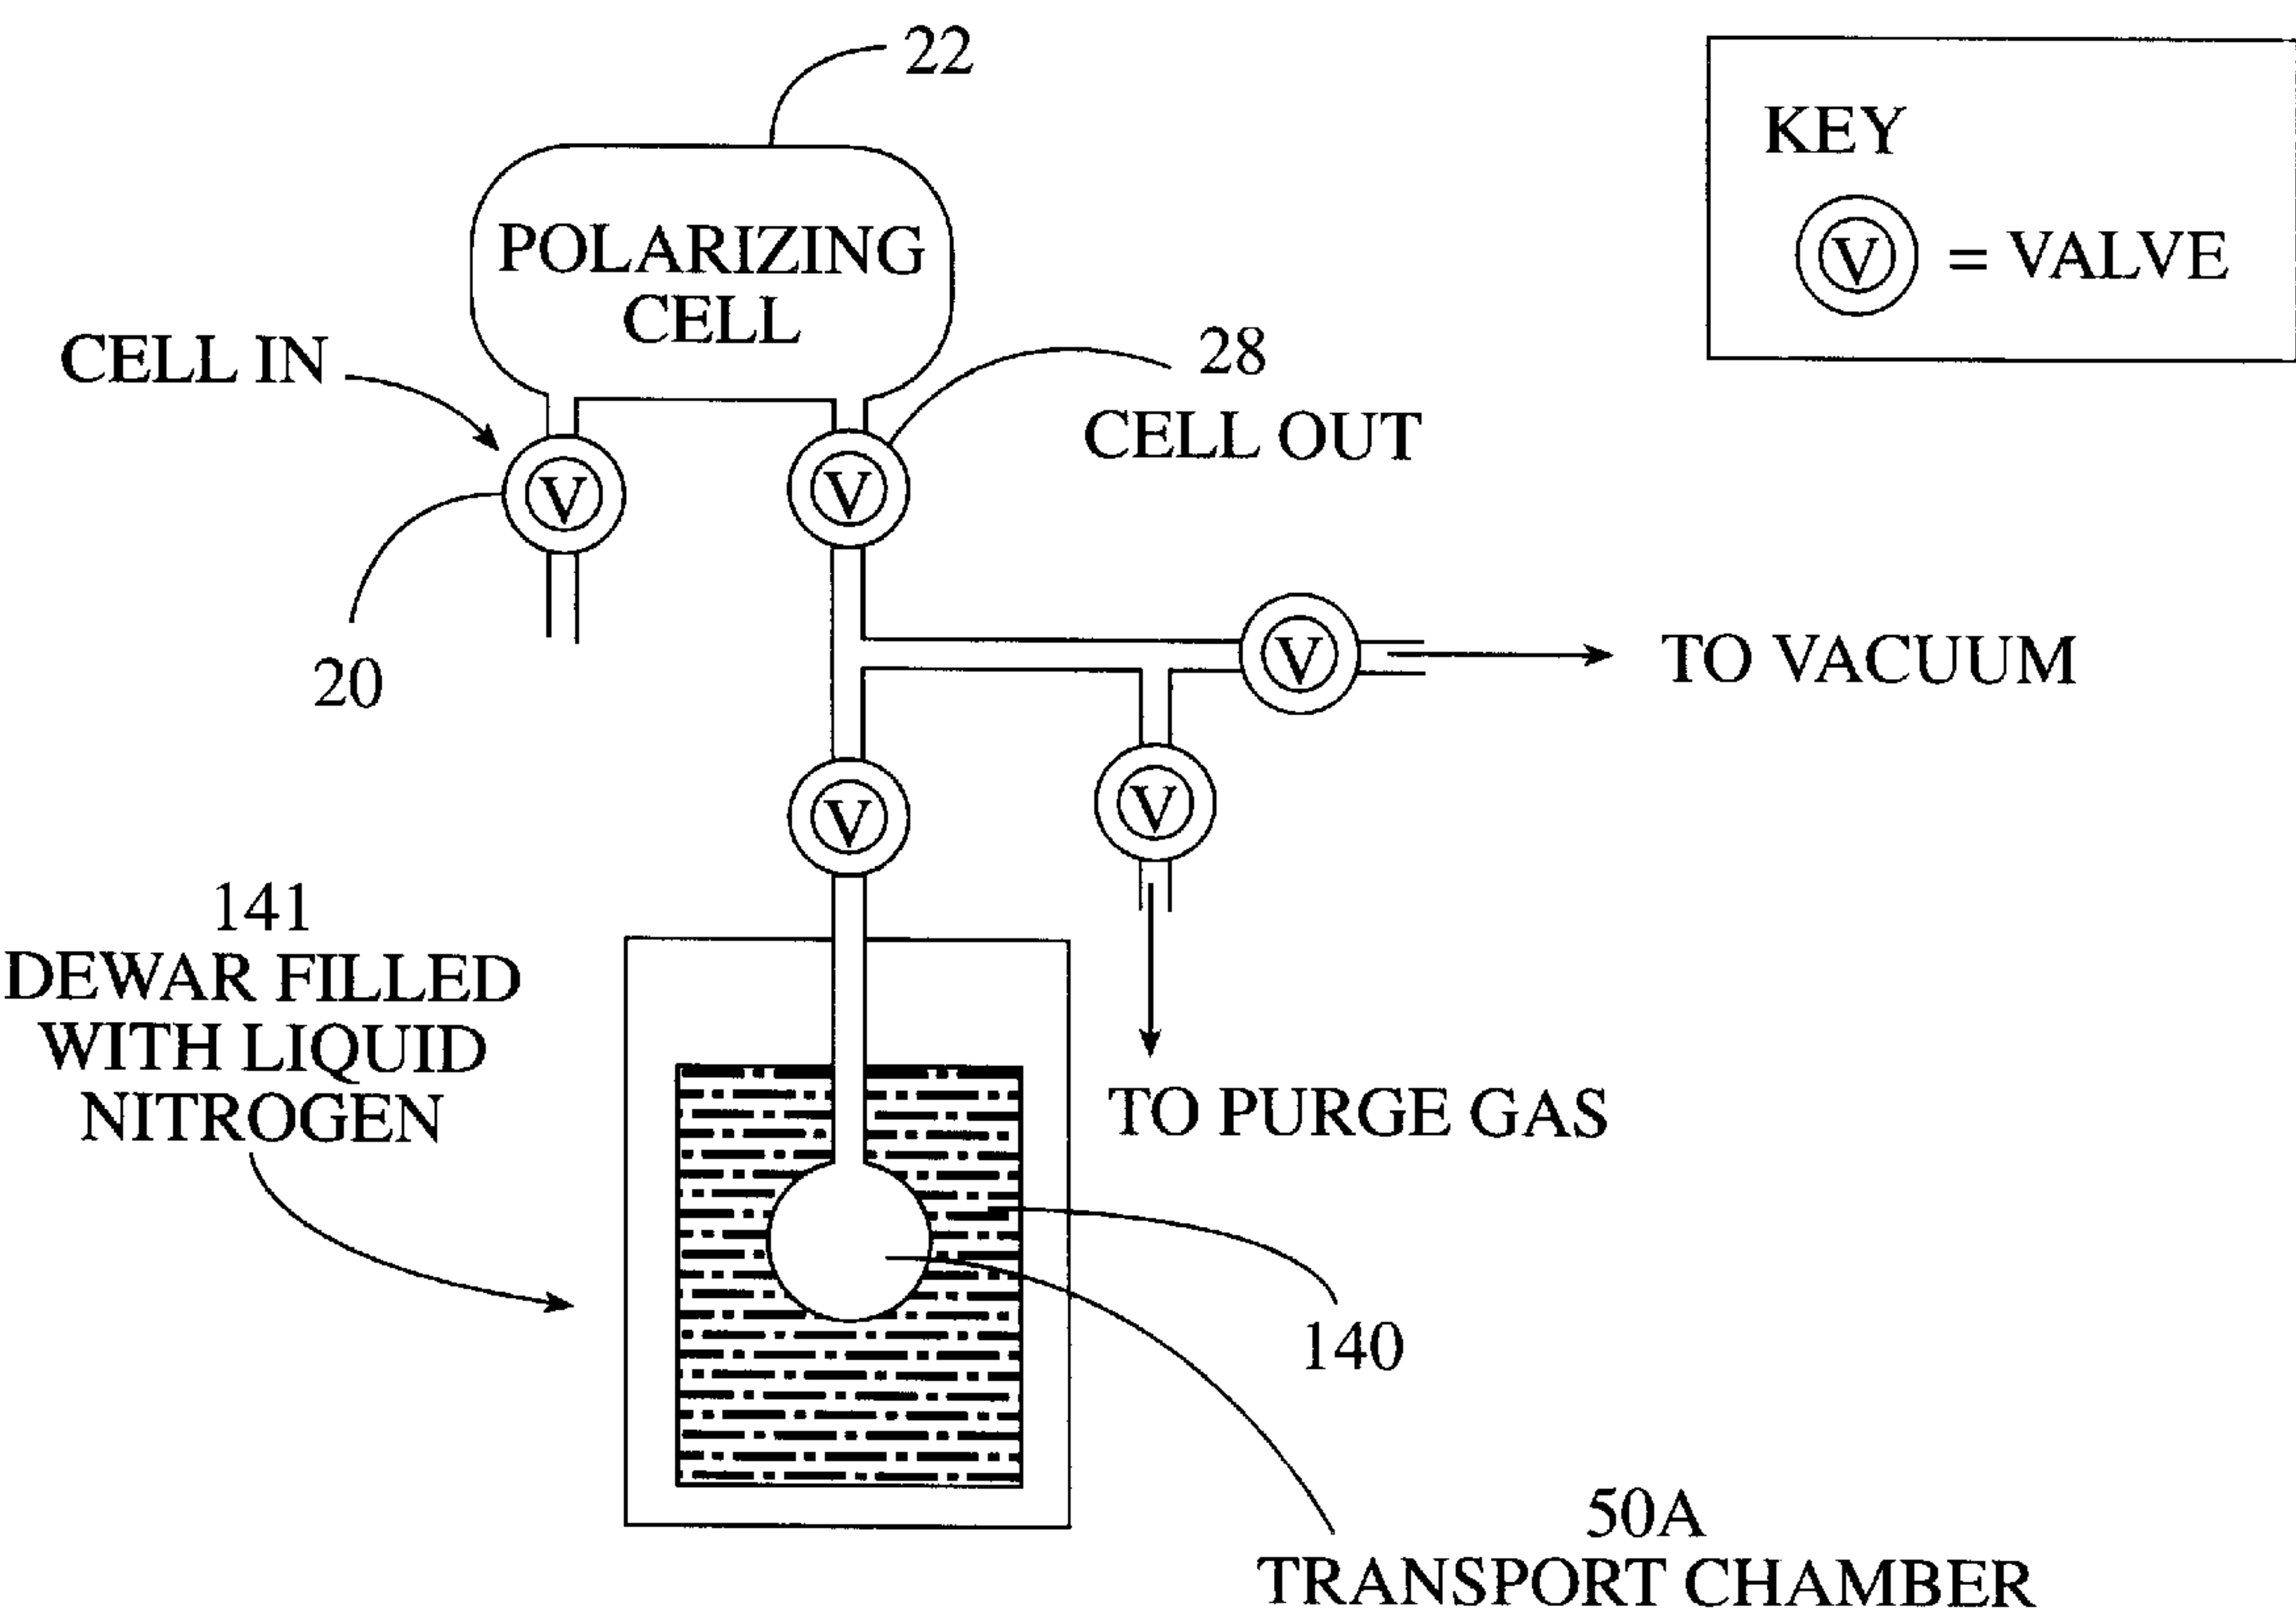 22
KEY
V = VALVE
POLARIZING
CELL
CELL IN
28
CELL OUT
V
V
20
V
TO VACUUM
V
V
141
DEWAR FILLED
WITH LIQUID
NITROGEN
TO PURGE GAS
140
50A
TRANSPORT CHAMBER